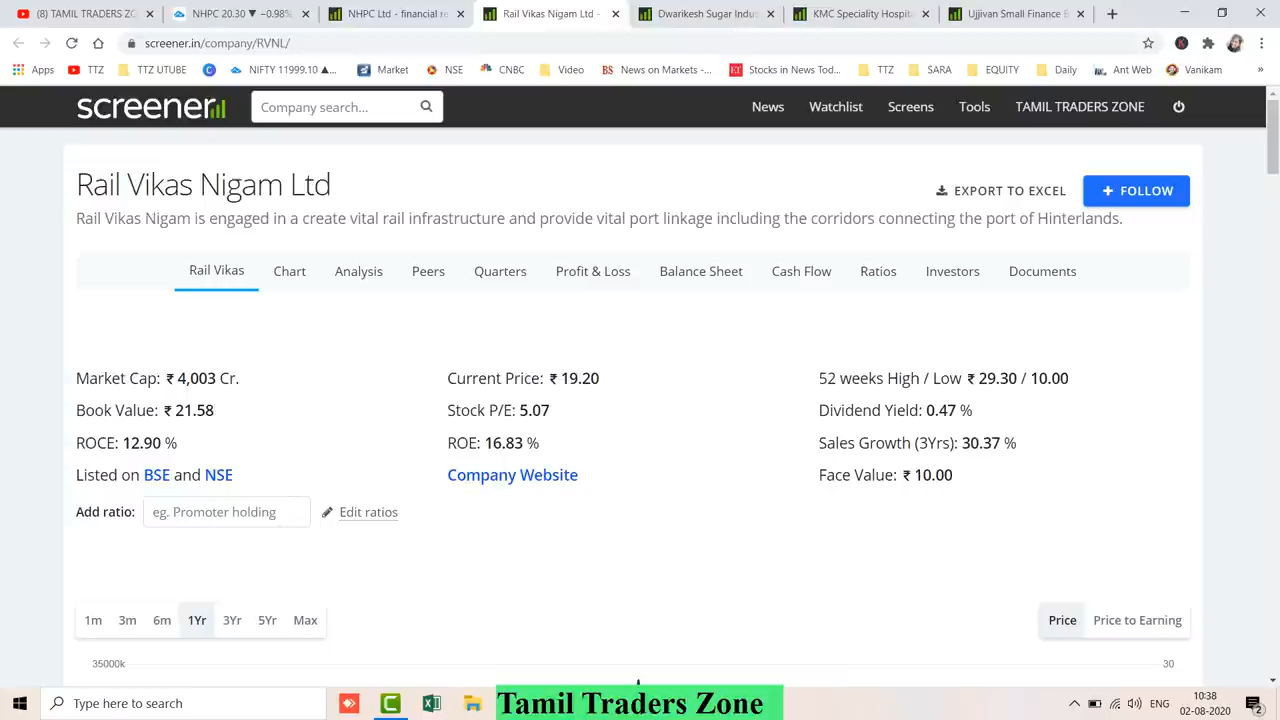 (8) TAMIL TRADERS ZO
NHPC 20.30 ▼ −0.98%
NHPC Ltd - financial re
Rail Vikas Nigam Ltd -
Dwarikesh Sugar Indus
KMC Speciality Hospita
Ujjivan Small Finance B
screener.in/company/RVNL/
Apps TTZ TTZ UTUBE NIFTY 11999.10 ▲... Market NSE CNBC Video News on Markets -... Stocks in News Tod... TTZ SARA EQUITY Daily Ant Web Vanikam »
screener
Company search...
News Watchlist Screens Tools TAMIL TRADERS ZONE
Rail Vikas Nigam Ltd
EXPORT TO EXCEL
+ FOLLOW
Rail Vikas Nigam is engaged in a create vital rail infrastructure and provide vital port linkage including the corridors connecting the port of Hinterlands.
Rail Vikas Chart Analysis Peers Quarters Profit & Loss Balance Sheet Cash Flow Ratios Investors Documents
Market Cap: ₹ 4,003 Cr. Current Price: ₹ 19.20 52 weeks High / Low ₹ 29.30 / 10.00
Book Value: ₹ 21.58 Stock P/E: 5.07 Dividend Yield: 0.47 %
ROCE: 12.90 % ROE: 16.83 % Sales Growth (3Yrs): 30.37 %
Listed on BSE and NSE Company Website Face Value: ₹ 10.00
Add ratio: eg. Promoter holding Edit ratios
1m 3m 6m 1Yr 3Yr 5Yr Max Price Price to Earning
35000k 30
Type here to search
Tamil Traders Zone
ENG
10:38
02-08-2020
2